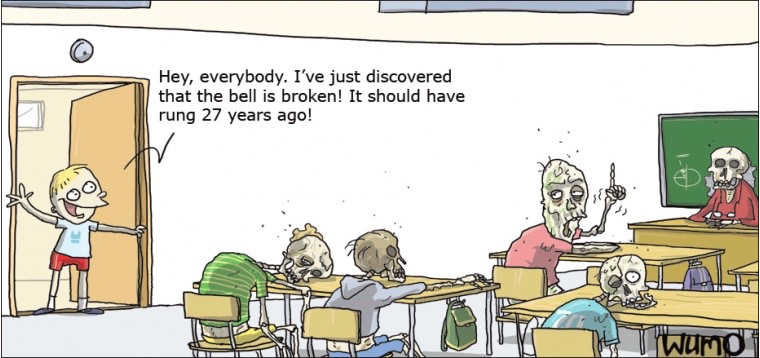 Hey, everybody. I've just discovered
that the bell is broken! It should have
rung 27 years ago!
WUMO